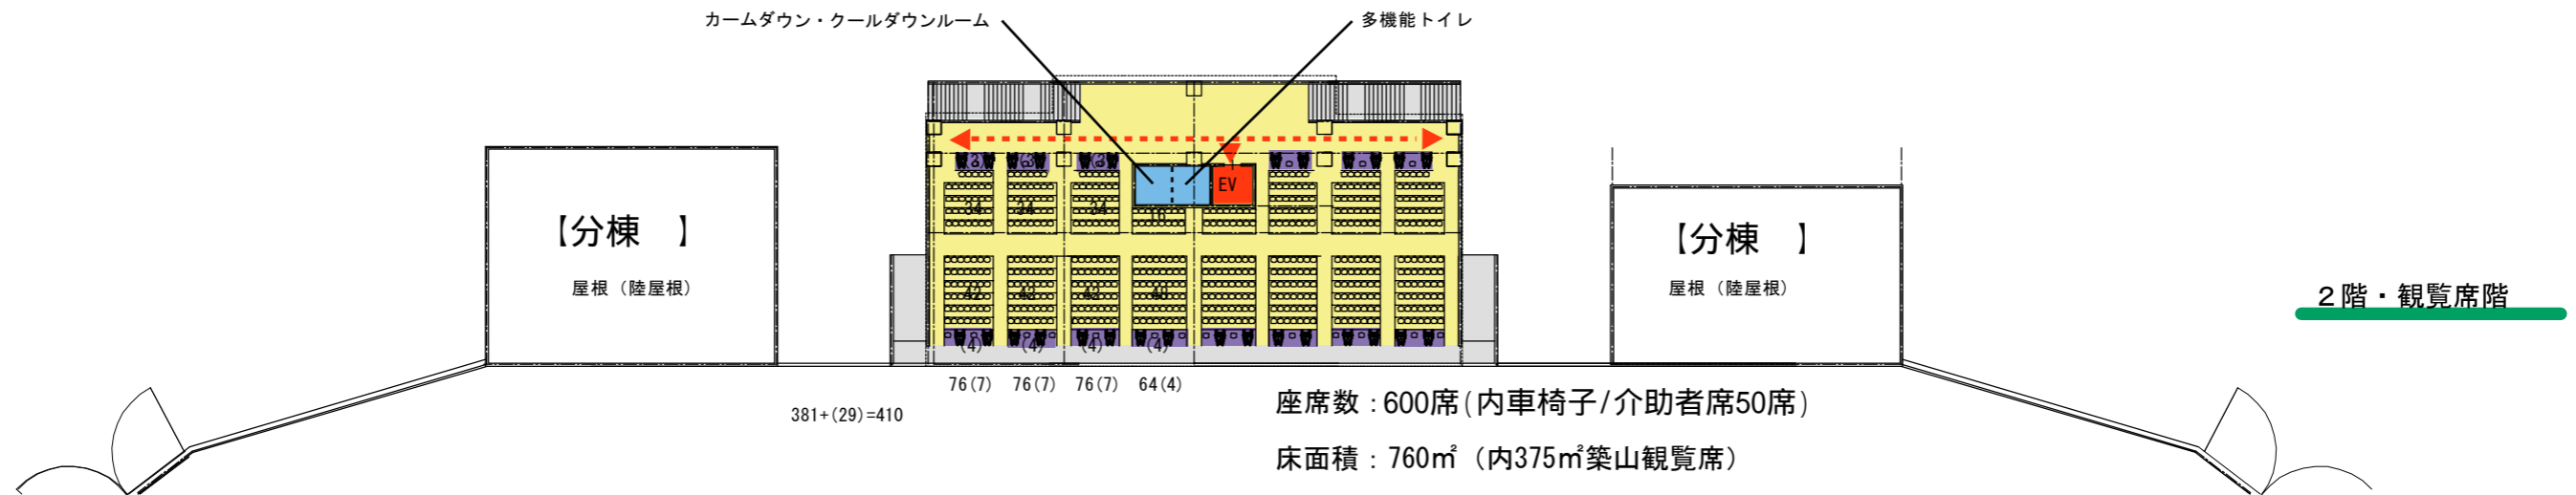 カームダウン・クールダウンルーム
多機能トイレ
(3) (3) (3)
EV
34 34 34 16
【分棟　】
屋根（陸屋根）
【分棟　】
屋根（陸屋根）
２階・観覧席階
42 42 42 48
(4) (4) (4) (4)
76(7) 76(7) 76(7) 64(4)
381+(29)=410
座席数：600席(内車椅子/介助者席50席)
床面積：760㎡（内375㎡築山観覧席）